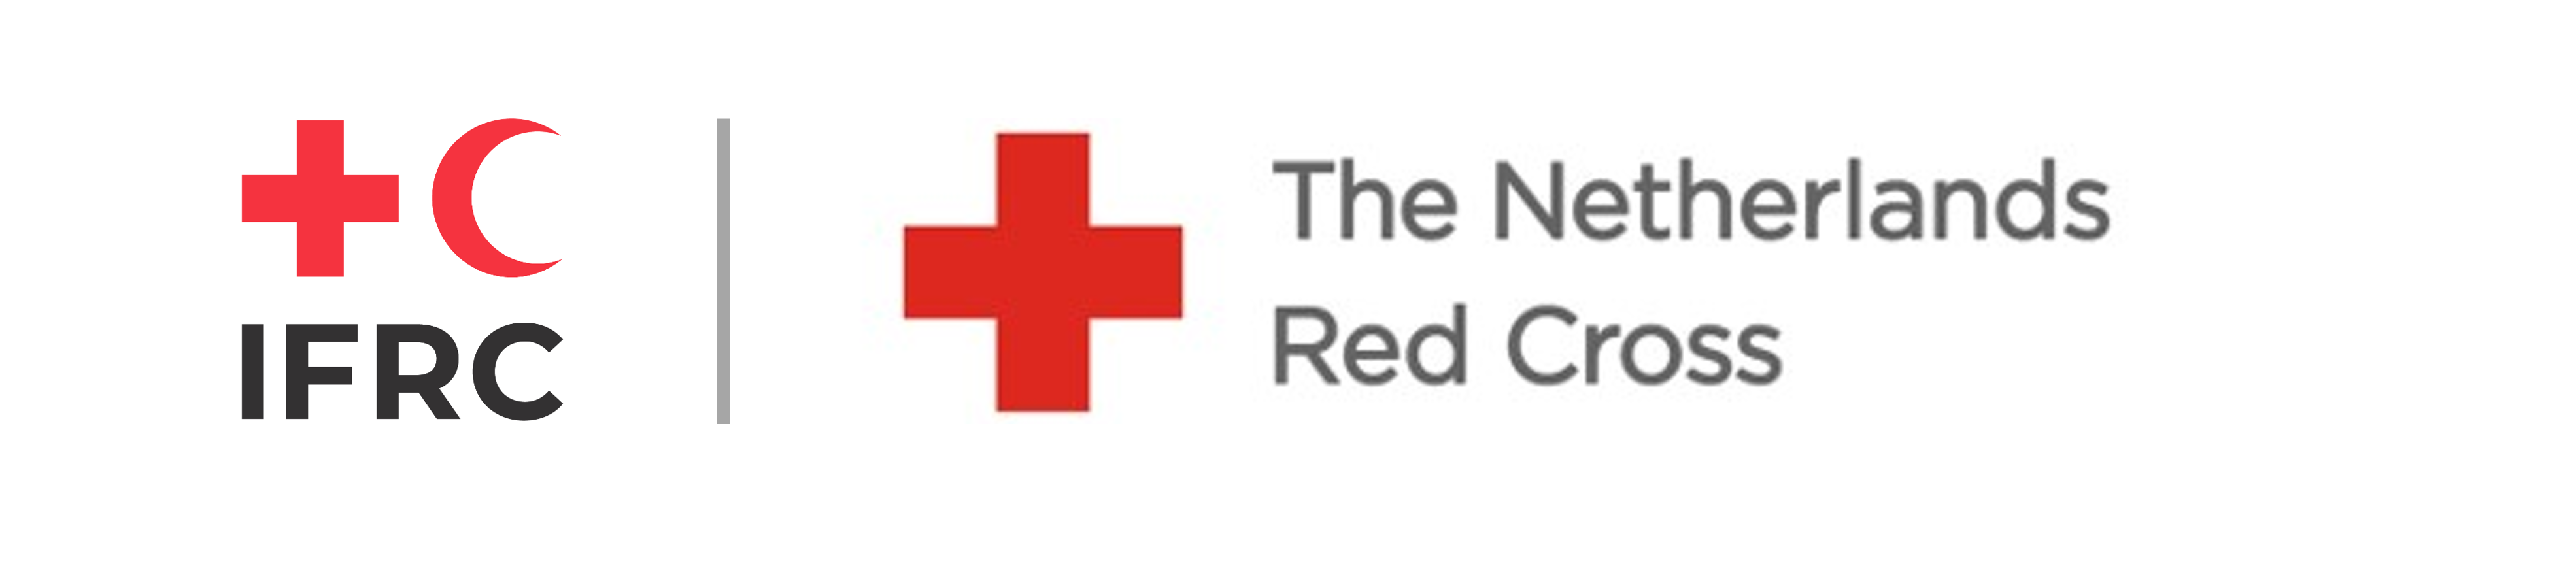 IFRC
The Netherlands
Red Cross